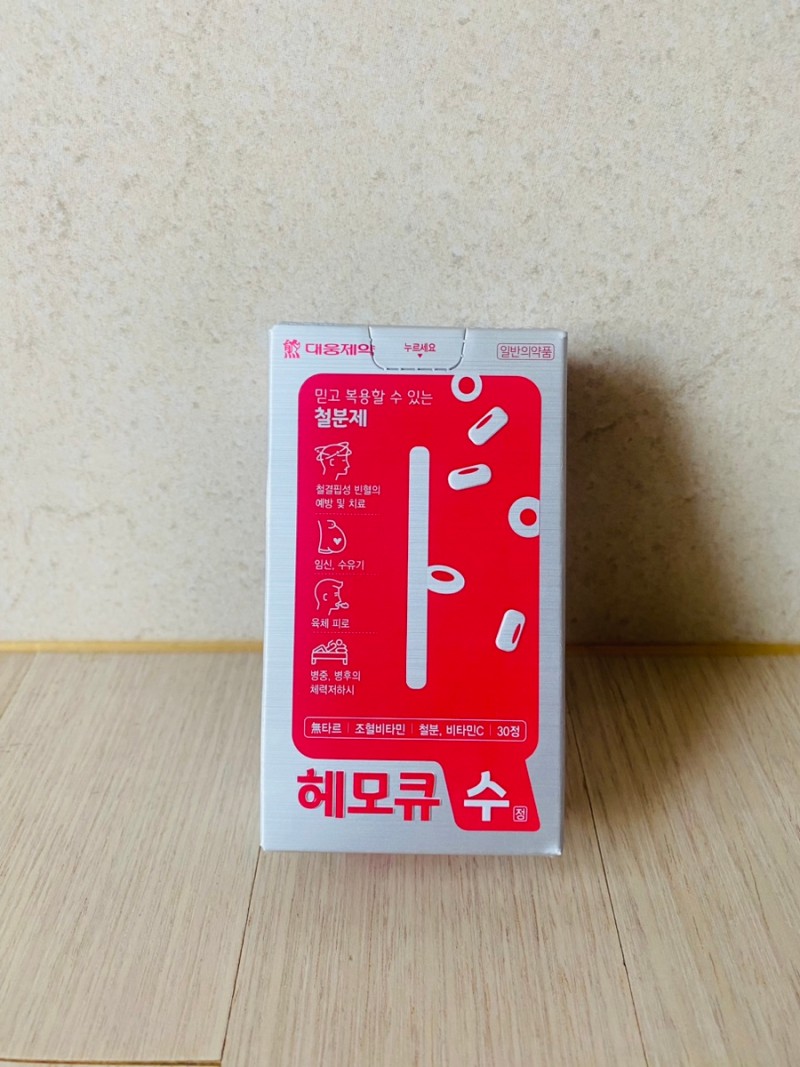 대웅제약
누르세요
일반의약품
믿고 복용할 수 있는
철분제
철결핍성 빈혈의
예방 및 치료
임신, 수유기
육체 피로
병중, 병후의
체력저하시
無타르 | 조혈비타민 | 철분, 비타민C | 30정
헤모큐 수 정